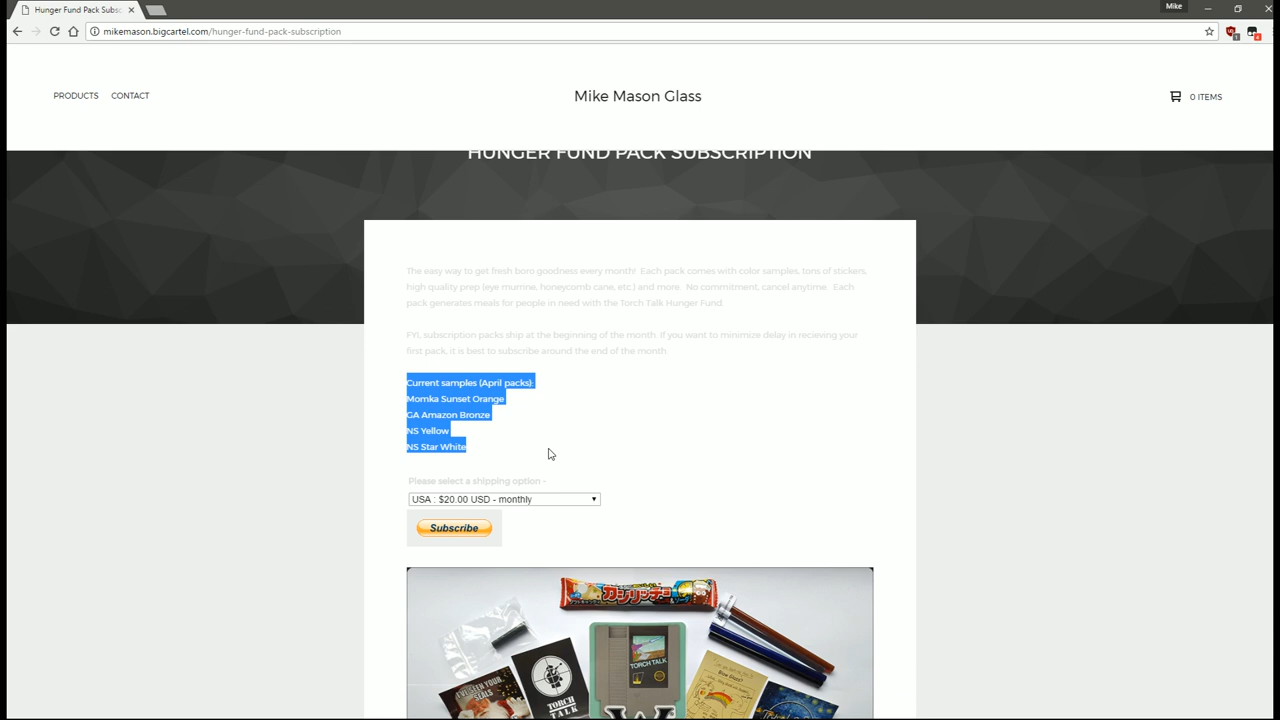 Hunger Fund Pack Subsc
Mike
mikemason.bigcartel.com/hunger-fund-pack-subscription
PRODUCTS
CONTACT
Mike Mason Glass
0 ITEMS
HUNGER FUND PACK SUBSCRIPTION
The easy way to get fresh boro goodness every month! Each pack comes with color samples, tons of stickers,
high quality prep (eye murrine, honeycomb cane, etc.) and more. No commitment, cancel anytime. Each
pack generates meals for people in need with the Torch Talk Hunger Fund.
FYI, subscription packs ship at the beginning of the month. If you want to minimize delay in recieving your
first pack, it is best to subscribe around the end of the month.
Current samples (April packs):
Momka Sunset Orange
GA Amazon Bronze
NS Yellow
NS Star White
Please select a shipping option -
USA : $20.00 USD - monthly
Subscribe
ガリッチョ
TORCH TALK
TORCH
TALK
SEALS